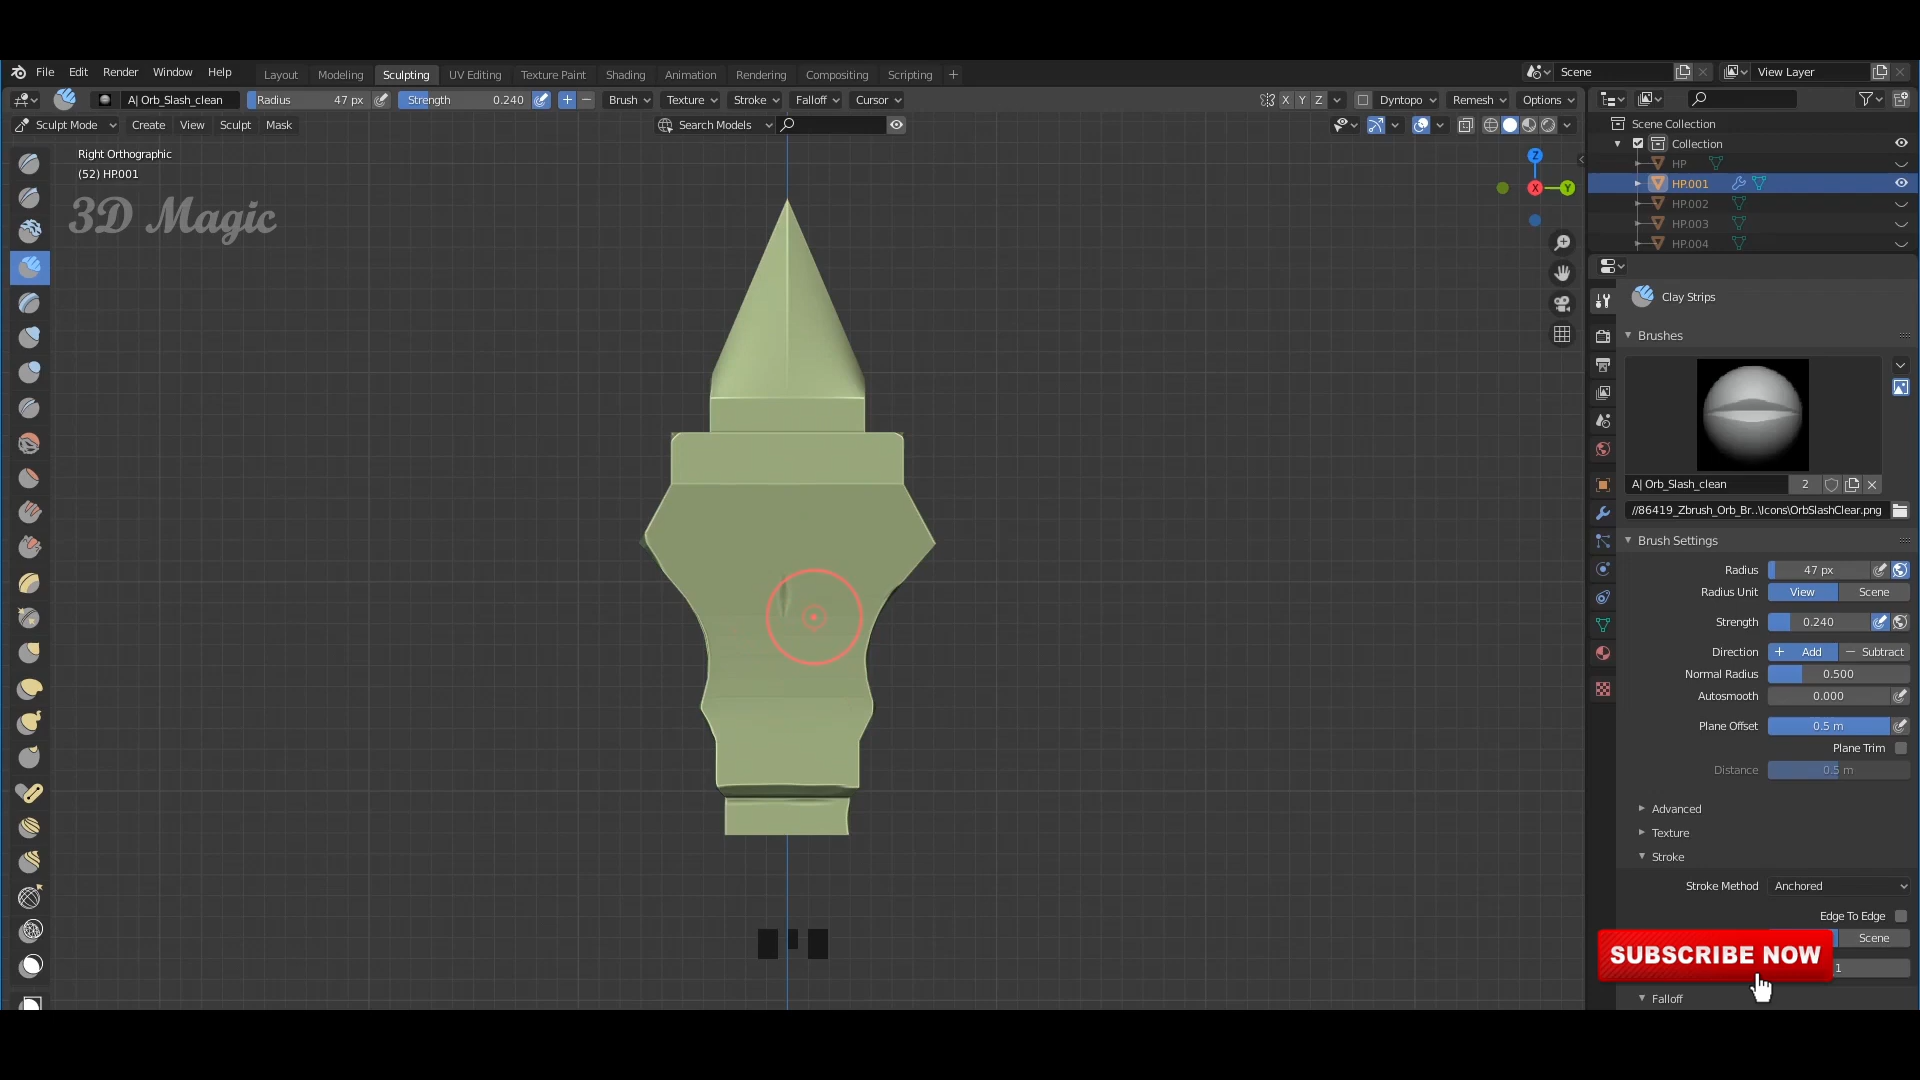 File Edit Render Window Help Layout Modeling Sculpting UV Editing Texture Paint Shading Animation Rendering Compositing Scripting + Scene View Layer
A| Orb_Slash_clean Radius 47 px Strength 0.240 + − Brush Texture Stroke Falloff Cursor X Y Z Dyntopo Remesh Options
Sculpt Mode Create View Sculpt Mask Search Models
Right Orthographic
(52) HP.001
3D Magic
Z
X Y
Scene Collection
Collection
HP
HP.001
HP.002
HP.003
HP.004
Clay Strips
Brushes
A| Orb_Slash_clean 2
//86419_Zbrush_Orb_Br..\Icons\OrbSlashClear.png
Brush Settings
Radius 47 px
Radius Unit View Scene
Strength 0.240
Direction + Add − Subtract
Normal Radius 0.500
Autosmooth 0.000
Plane Offset 0.5 m
Plane Trim
Distance 0.5 m
Advanced
Texture
Stroke
Stroke Method Anchored
Edge To Edge
Scene
SUBSCRIBE NOW
1
Falloff